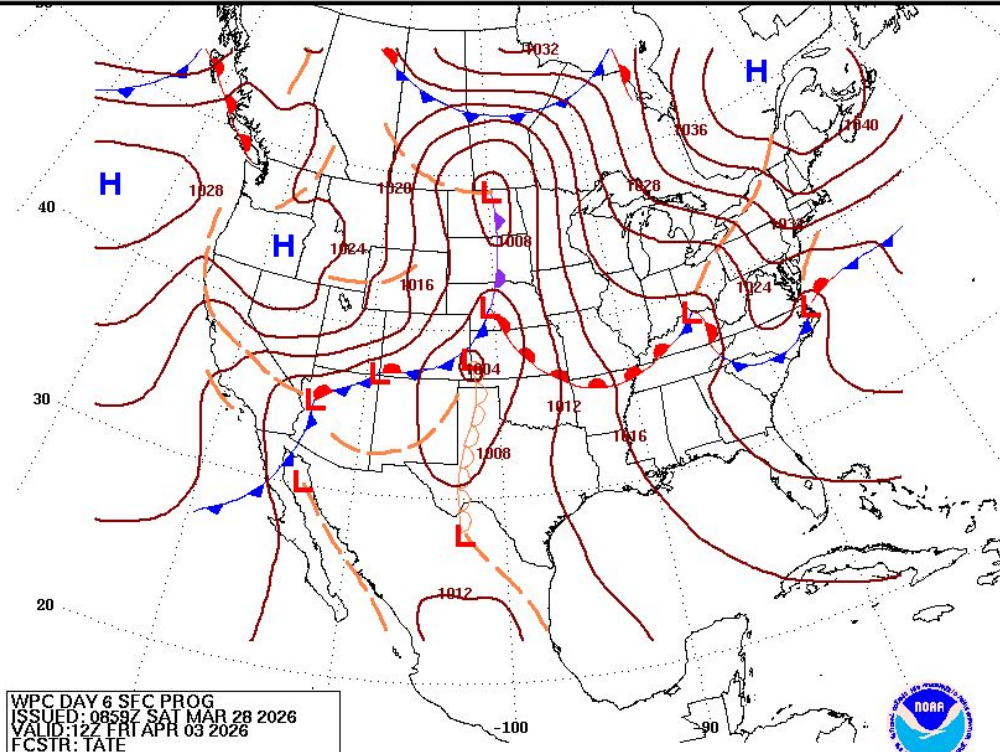 1032
H
1036
1040
H
1028
40
1028
1020
L
1028
1032
H
1024
1008
1016
1024
L
L
L
L
1004
L
30
L
1012
1016
1008
L
L
20
1012
WPC DAY 6 SFC PROG
ISSUED: 0859Z SAT MAR 28 2026
VALID:12Z FRI APR 03 2026
FCSTR: TATE
-100
-90
NOAA